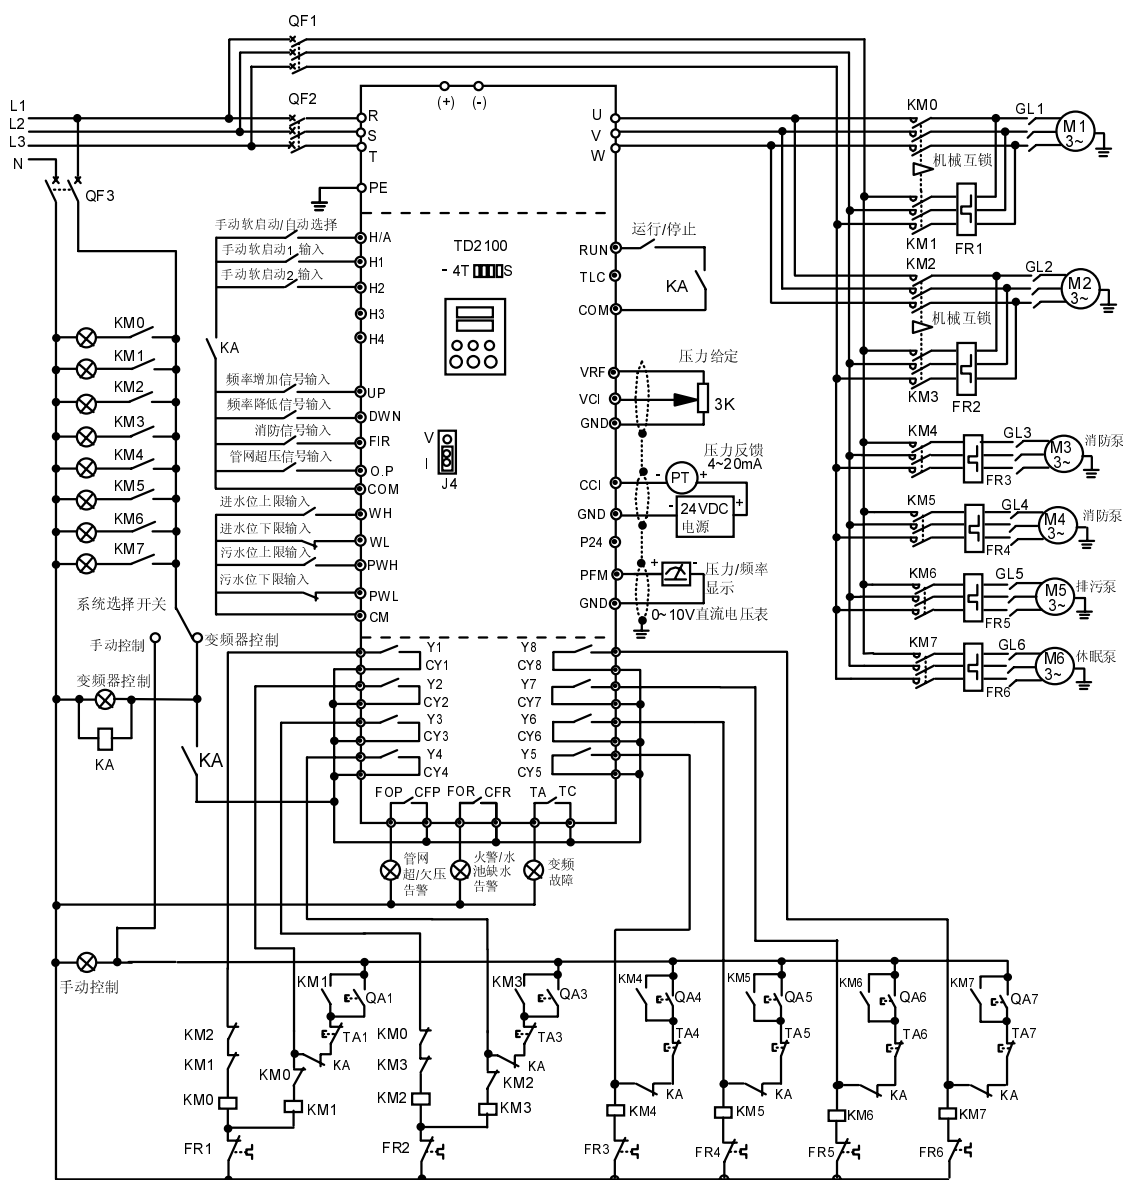 QF1
(+) (-)
L1
L2
L3
N
QF2
R
S
T
U
V
W
KM0
GL1
M1
3~
机械互锁
KM1
FR1
QF3
PE
手动软启动/自动选择
H/A
手动软启动1 输入
H1
手动软启动2 输入
H2
H3
H4
TD2100
- 4T S
运行/停止
RUN
TLC
KA
COM
KM2
GL2
M2
3~
机械互锁
KM3
FR2
KM0
KM1
KM2
KM3
KM4
KM5
KM6
KM7
KA
频率增加信号输入
UP
频率降低信号输入
DWN
消防信号输入
FIR
管网超压信号输入
O.P
COM
进水位上限输入
WH
进水位下限输入
WL
污水位上限输入
PWH
污水位下限输入
PWL
CM
V
I
J4
压力给定
VRF
VCI
3K
GND
压力反馈
4~20mA
CCI
- PT +
GND
- 24VDC +
电源
P24
PFM
+ -
压力/频率
显示
GND
0~10V直流电压表
KM4
GL3
M3
3~
消防泵
FR3
KM5
GL4
M4
3~
消防泵
FR4
KM6
GL5
M5
3~
排污泵
FR5
KM7
GL6
M6
3~
休眠泵
FR6
系统选择开关
手动控制
变频器控制
变频器控制
KA
KA
Y1
CY1
Y2
CY2
Y3
CY3
Y4
CY4
Y8
CY8
Y7
CY7
Y6
CY6
Y5
CY5
FOP CFP FOR CFR TA TC
管网
超/欠压
告警
火警/水
池缺水
告警
变频
故障
手动控制
KM1
QA1
TA1
KA
KM2
KM1
KM0
KM0
KM1
FR1
KM3
QA3
TA3
KA
KM0
KM3
KM2
KM2
KM3
FR2
KM4
QA4
TA4
KA
KM4
FR3
KM5
QA5
TA5
KA
KM5
FR4
KM6
QA6
TA6
KA
KM6
FR5
KM7
QA7
TA7
KA
KM7
FR6